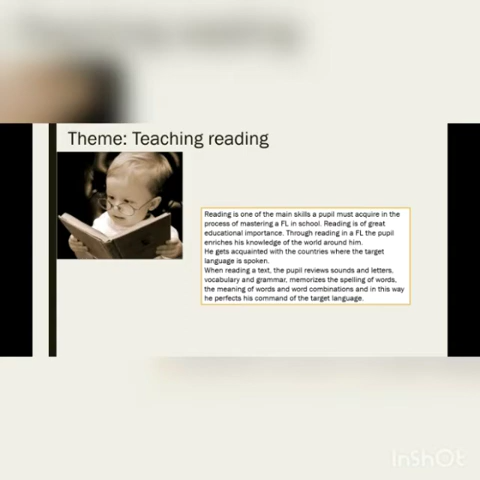 Theme: Teaching reading
Reading is one of the main skills a pupil must acquire in the
process of mastering a FL in school. Reading is of great
educational importance. Through reading in a FL the pupil
enriches his knowledge of the world around him.
He gets acquainted with the countries where the target
language is spoken.
When reading a text, the pupil reviews sounds and letters,
vocabulary and grammar, memorizes the spelling of words,
the meaning of words and word combinations and in this way
he perfects his command of the target language.
InShOt